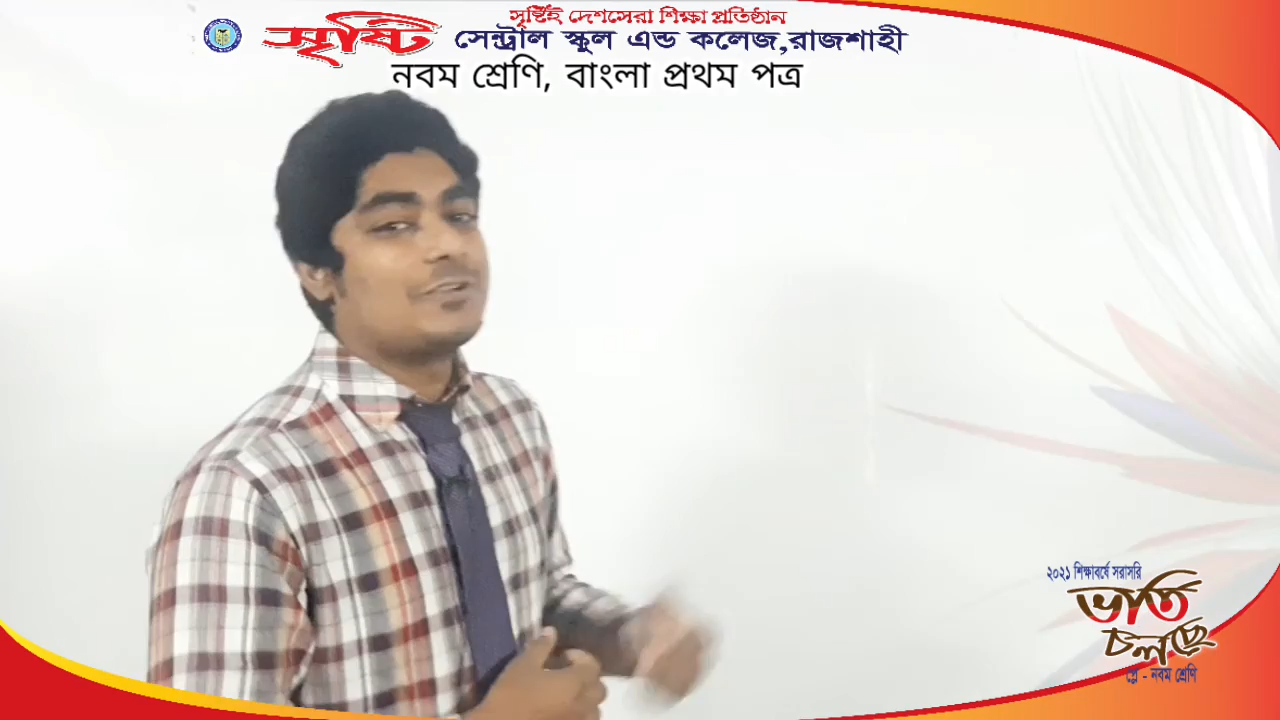 সৃষ্টিই দেশসেরা শিক্ষা প্রতিষ্ঠান
সৃষ্টি সেন্ট্রাল স্কুল এন্ড কলেজ,রাজশাহী
নবম শ্রেণি, বাংলা প্রথম পত্র
২০২১ শিক্ষাবর্ষে সরাসরি
ভর্তি
চলছে
প্লে - নবম শ্রেণি